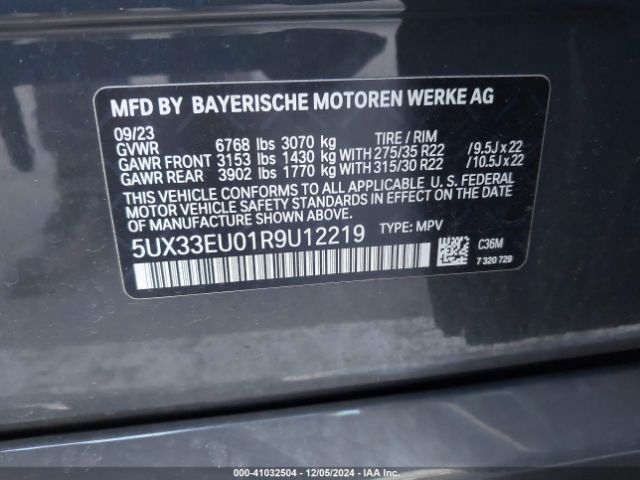 MFD BY BAYERISCHE MOTOREN WERKE AG
09/23
GVWR 6768 lbs 3070 kg TIRE / RIM
GAWR FRONT 3153 lbs 1430 kg WITH 275/35 R22 /9.5J x 22
GAWR REAR 3902 lbs 1770 kg WITH 315/30 R22 /10.5J x 22
THIS VEHICLE CONFORMS TO ALL APPLICABLE U. S. FEDERAL
MOTOR VEHICLE SAFETY STANDARDS IN EFFECT ON THE DATE
OF MANUFACTURE SHOWN ABOVE.
5UX33EU01R9U12219 TYPE: MPV
C36M
7 320 729
000-41032504 - 12/05/2024 - IAA Inc.